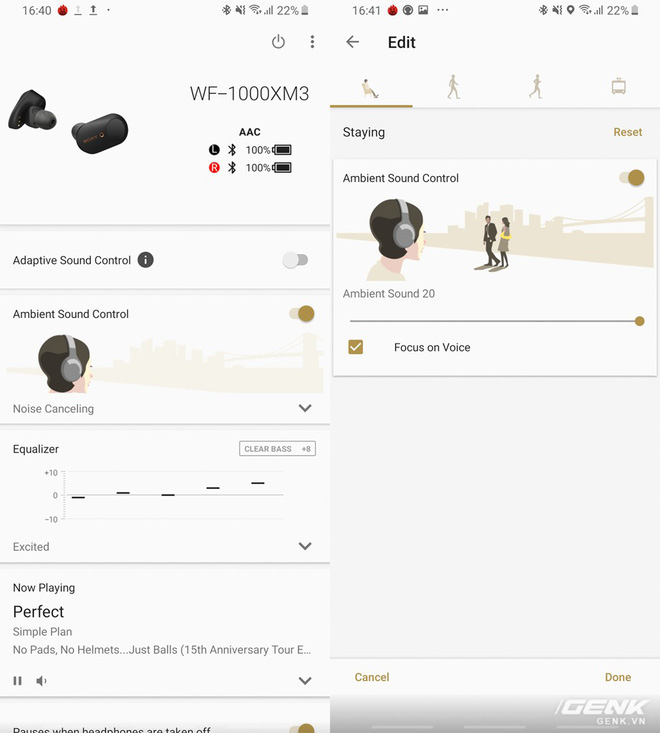 16:40
22%
WF-1000XM3
AAC
L 100%
R 100%
Adaptive Sound Control
Ambient Sound Control
Noise Canceling
Equalizer
CLEAR BASS +8
+10
0
-10
Excited
Now Playing
Perfect
Simple Plan
No Pads, No Helmets...Just Balls (15th Anniversary Tour E...
Pauses when headphones are taken off
16:41
22%
Edit
Staying
Reset
Ambient Sound Control
Ambient Sound 20
Focus on Voice
Cancel
Done
GENK
GENK.VN